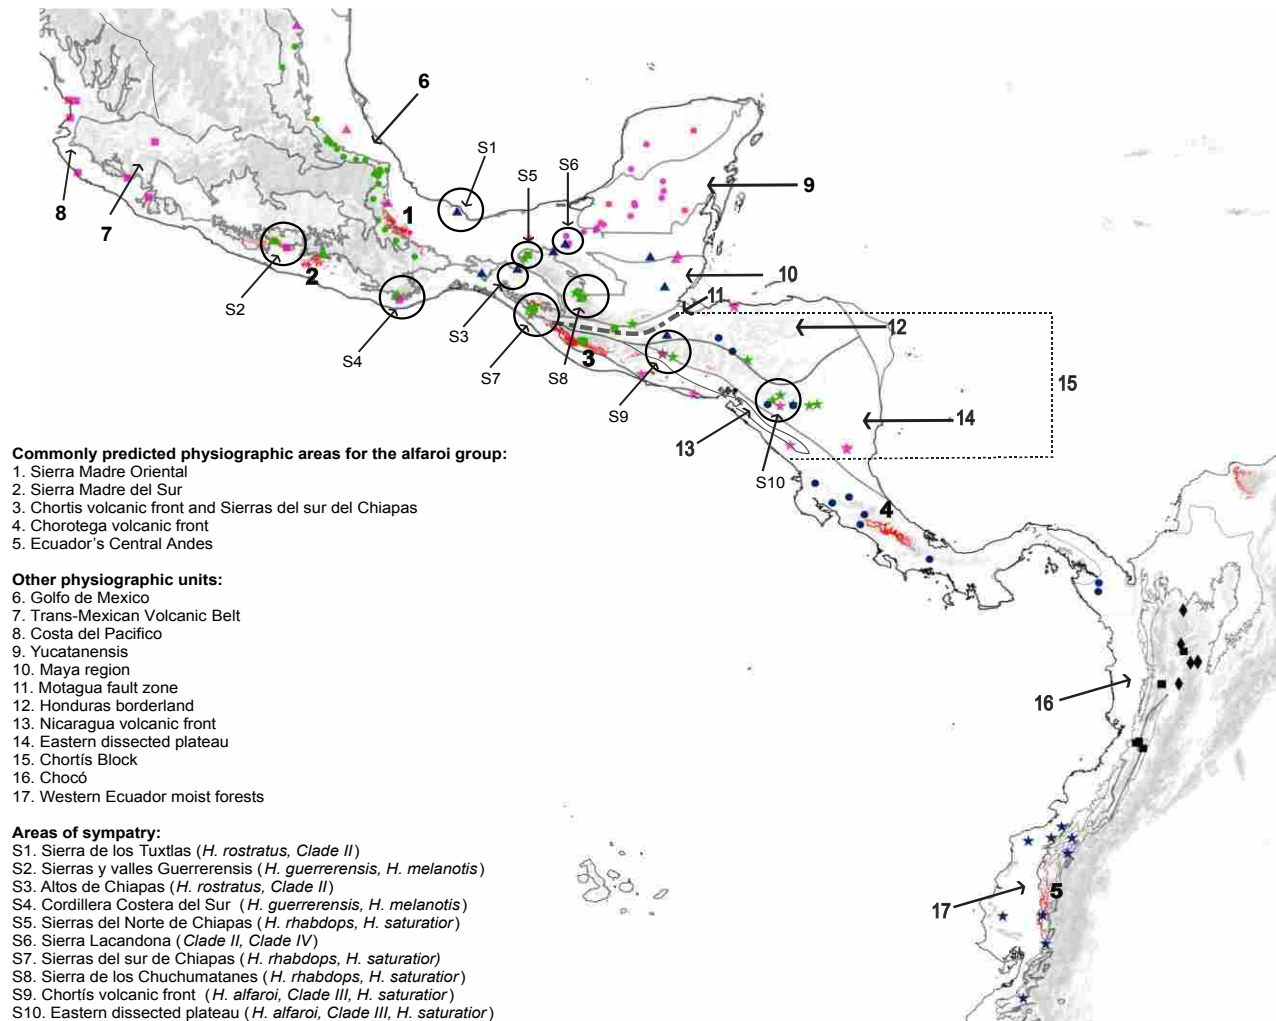 6
S1
S6
S5
9
8
7
1
10
2
11
S2
12
S3
S4
3
S7
S8
15
S9
14
13
S10
4
Commonly predicted physiographic areas for the alfaroi group:
1. Sierra Madre Oriental
2. Sierra Madre del Sur
3. Chortis volcanic front and Sierras del sur del Chiapas
4. Chorotega volcanic front
5. Ecuador's Central Andes
Other physiographic units:
6. Golfo de Mexico
7. Trans-Mexican Volcanic Belt
8. Costa del Pacifico
9. Yucatanensis
10. Maya region
11. Motagua fault zone
12. Honduras borderland
13. Nicaragua volcanic front
14. Eastern dissected plateau
15. Chortís Block
16. Chocó
17. Western Ecuador moist forests
16
Areas of sympatry:
S1. Sierra de los Tuxtlas (H. rostratus, Clade II)
S2. Sierras y valles Guerrerensis (H. guerrerensis, H. melanotis)
S3. Altos de Chiapas (H. rostratus, Clade II)
S4. Cordillera Costera del Sur (H. guerrerensis, H. melanotis)
S5. Sierras del Norte de Chiapas (H. rhabdops, H. saturatior)
S6. Sierra Lacandona (Clade II, Clade IV)
S7. Sierras del sur de Chiapas (H. rhabdops, H. saturatior)
S8. Sierra de los Chuchumatanes (H. rhabdops, H. saturatior)
S9. Chortís volcanic front (H. alfaroi, Clade III, H. saturatior)
S10. Eastern dissected plateau (H. alfaroi, Clade III, H. saturatior)
5
17